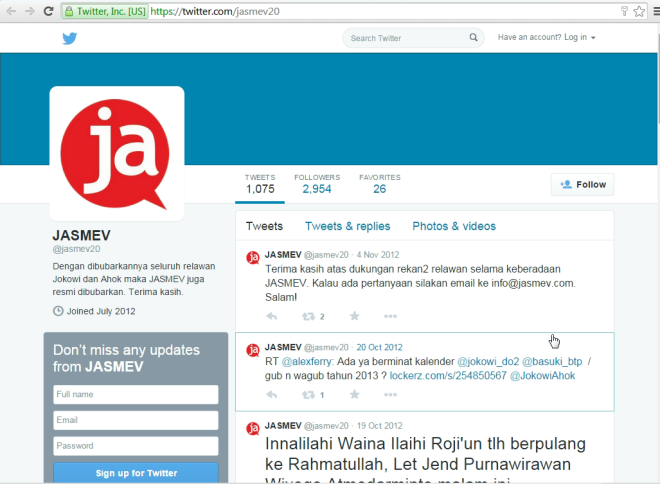 Twitter, Inc. [US] https://twitter.com/jasmev20
Search Twitter
Have an account? Log in
ja
TWEETS FOLLOWERS FAVORITES
1,075 2,954 26
Follow
JASMEV
@jasmev20
Dengan dibubarkannya seluruh relawan
Jokowi dan Ahok maka JASMEV juga
resmi dibubarkan. Terima kasih.
Joined July 2012
Don't miss any updates
from JASMEV
Full name
Email
Password
Sign up for Twitter
Tweets Tweets & replies Photos & videos
ja
JASMEV @jasmev20 · 4 Nov 2012
Terima kasih atas dukungan rekan2 relawan selama keberadaan
JASMEV. Kalau ada pertanyaan silakan email ke info@jasmev.com.
Salam!
2
ja
JASMEV @jasmev20 · 20 Oct 2012
RT @alexferry: Ada ya berminat kalender @jokowi_do2 @basuki_btp /
gub n wagub tahun 2013 ? lockerz.com/s/254850567 @JokowiAhok
1
ja
JASMEV @jasmev20 · 19 Oct 2012
Innalilahi Waina Ilaihi Roji'un tlh berpulang
ke Rahmatullah, Let Jend Purnawirawan